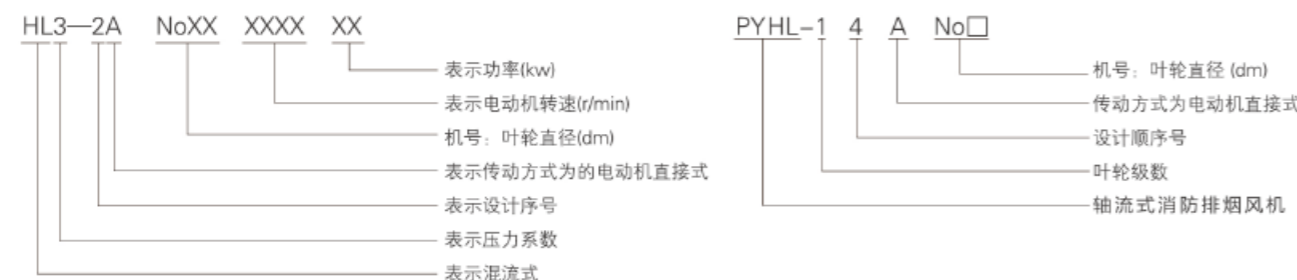 HL3—2A NoXX XXXX XX
表示功率(kw)
表示电动机转速(r/min)
机号：叶轮直径(dm)
表示传动方式为的电动机直接式
表示设计序号
表示压力系数
表示混流式
PYHL-1 4 A No□
机号：叶轮直径 (dm)
传动方式为电动机直接式
设计顺序号
叶轮级数
轴流式消防排烟风机